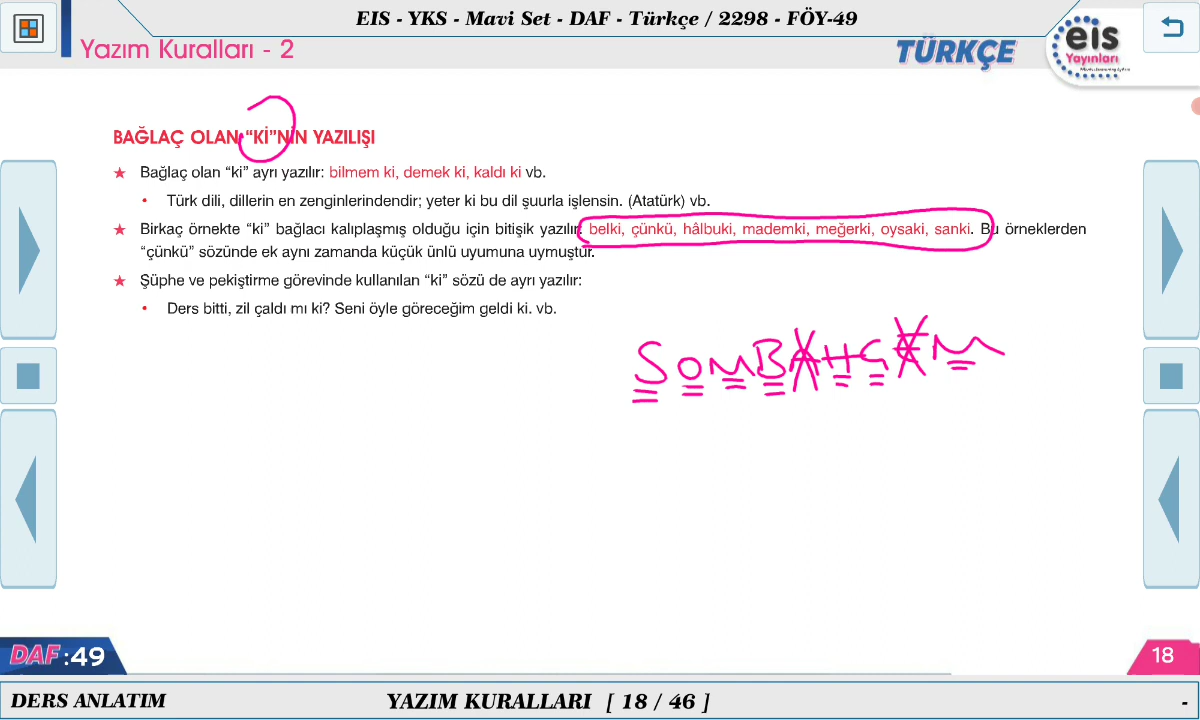 EIS - YKS - Mavi Set - DAF - Türkçe / 2298 - FÖY-49
Yazım Kuralları - 2
TÜRKÇE
eis
Yayınları
BAĞLAÇ OLAN “Kİ”NİN YAZILIŞI
★ Bağlaç olan “ki” ayrı yazılır: bilmem ki, demek ki, kaldı ki vb.
• Türk dili, dillerin en zenginlerindendir; yeter ki bu dil şuurla işlensin. (Atatürk) vb.
★ Birkaç örnekte “ki” bağlacı kalıplaşmış olduğu için bitişik yazılır: belki, çünkü, hâlbuki, mademki, meğerki, oysaki, sanki. Bu örneklerden
“çünkü” sözünde ek aynı zamanda küçük ünlü uyumuna uymuştur.
★ Şüphe ve pekiştirme görevinde kullanılan “ki” sözü de ayrı yazılır:
• Ders bitti, zil çaldı mı ki? Seni öyle göreceğim geldi ki. vb.
SOMBAHÇEM
DAF :49
18
DERS ANLATIM
YAZIM KURALLARI [ 18 / 46 ]
-